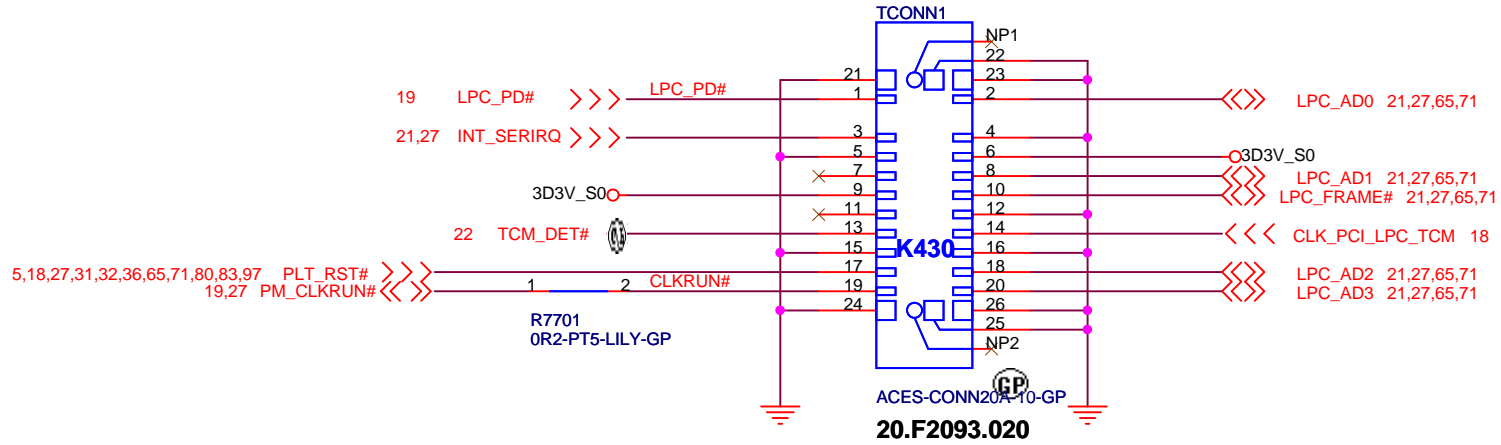 TCONN1
NP1
22
21 23
19 LPC_PD# LPC_PD# 1 2 LPC_AD0 21,27,65,71
21,27 INT_SERIRQ 3 4
5 6 3D3V_S0
7 8 LPC_AD1 21,27,65,71
3D3V_S0 9 10 LPC_FRAME# 21,27,65,71
11 12
22 TCM_DET# 13 14 CLK_PCI_LPC_TCM 18
K430
15 16
5,18,27,31,32,36,65,71,80,83,97 PLT_RST# 17 18 LPC_AD2 21,27,65,71
19,27 PM_CLKRUN# 1 2 CLKRUN# 19 20 LPC_AD3 21,27,65,71
24 26
R7701 25
0R2-PT5-LILY-GP NP2
GP
ACES-CONN20A-10-GP
20.F2093.020